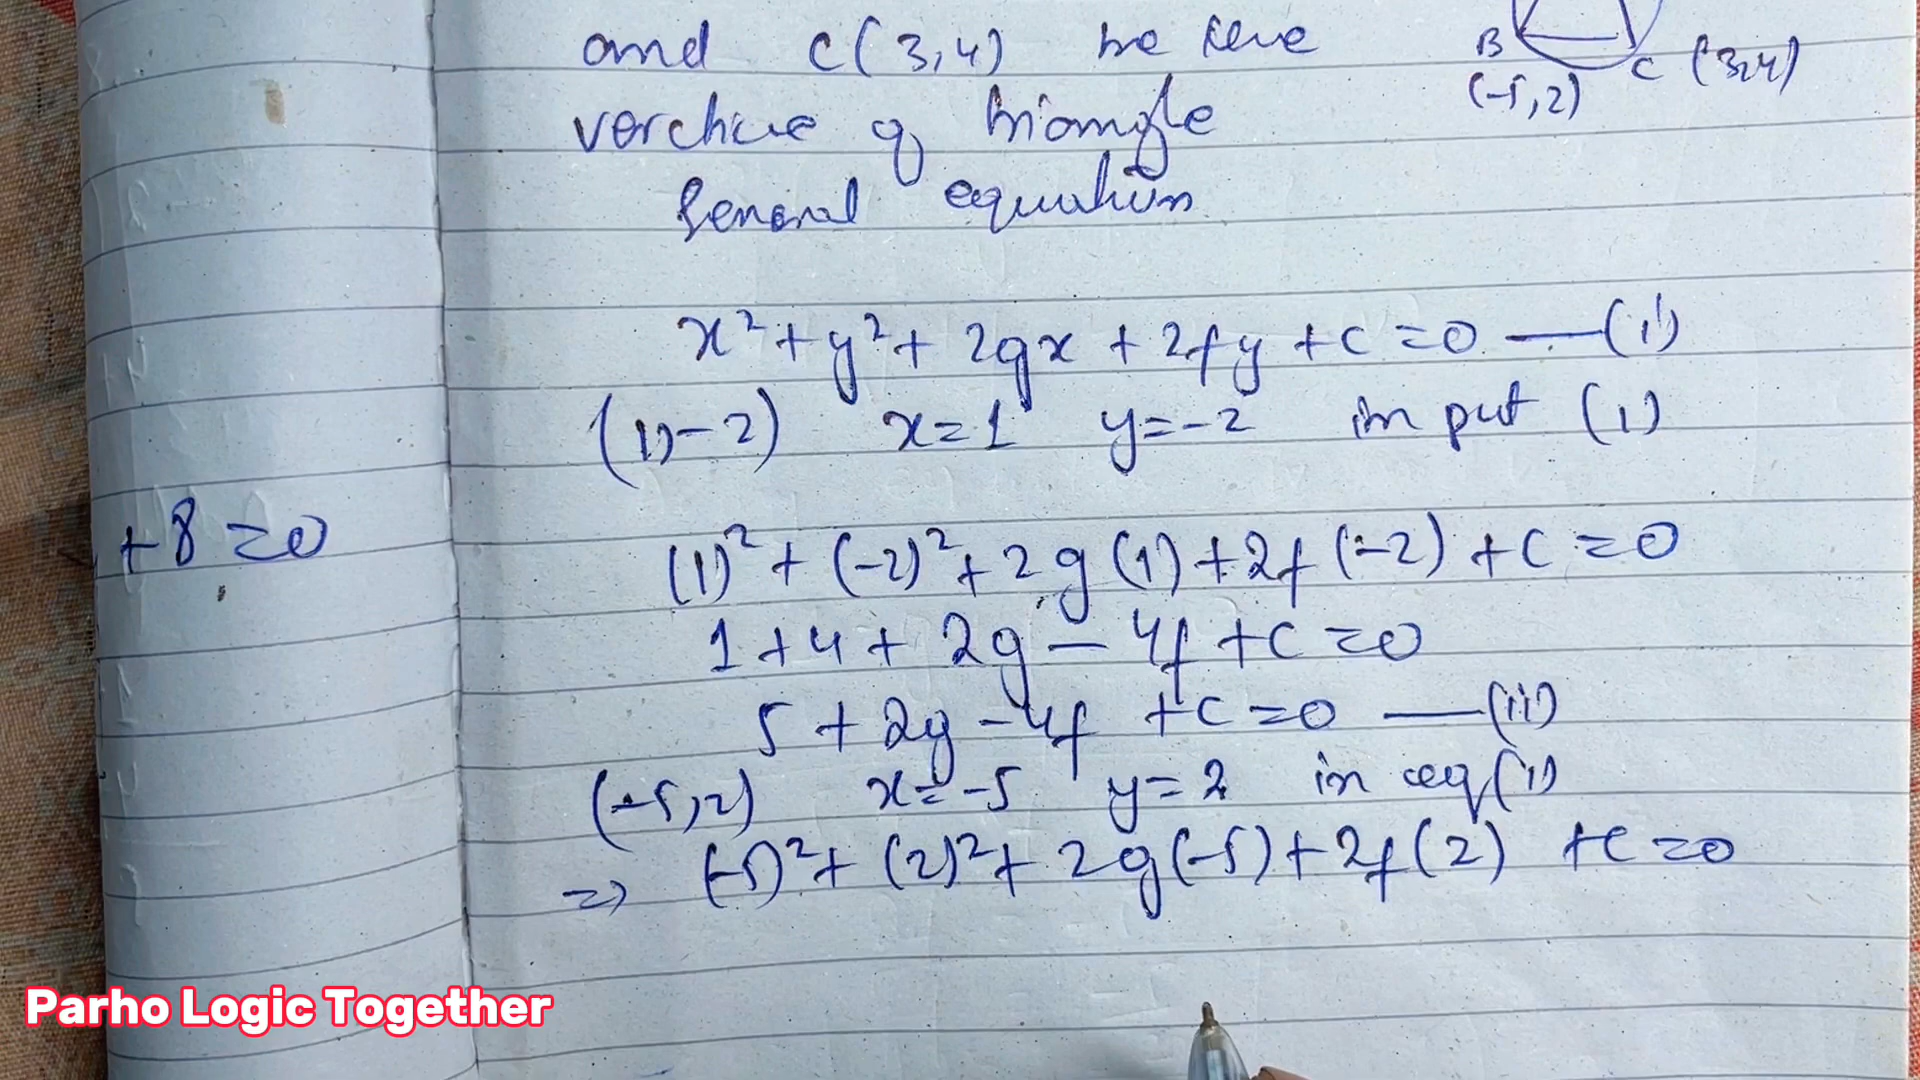 and C(3,4) be the
vertices of triangle
B
(-5,2)
C (3,4)
General equation
x²+y²+2gx+2fy+c=0 —(i)
(1,-2) x=1 y=-2 in put (1)
+8=0
(1)²+(-2)²+2g(1)+2f(-2)+c=0
1+4+2g-4f+c=0
5+2g-4f+c=0 —(ii)
(-5,2) x=-5 y=2 in eq(1)
=> (-5)²+(2)²+2g(-5)+2f(2)+c=0
Parho Logic Together